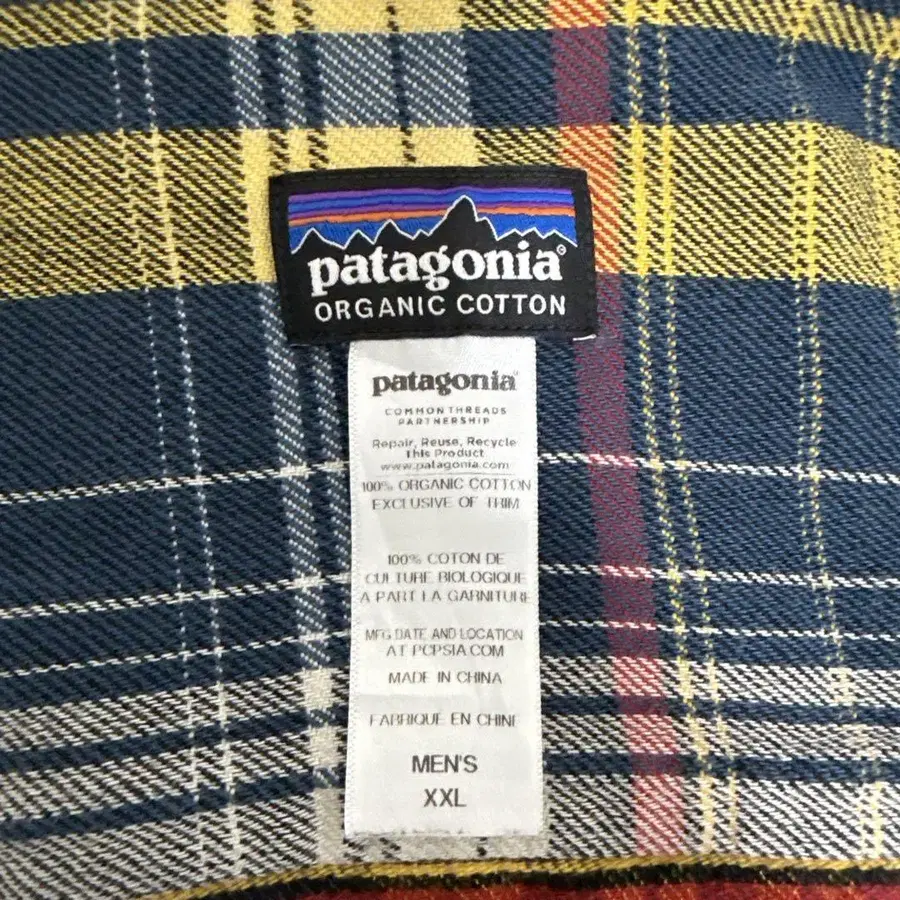 patagonia®
ORGANIC COTTON
patagonia®
COMMON THREADS
PARTNERSHIP
Repair, Reuse, Recycle
This Product
www.patagonia.com
100% ORGANIC COTTON
EXCLUSIVE OF TRIM
100% COTON DE
CULTURE BIOLOGIQUE
A PART LA GARNITURE
MFG DATE AND LOCATION
AT PCPSIA.COM
MADE IN CHINA
FABRIQUE EN CHINE
MEN'S
XXL